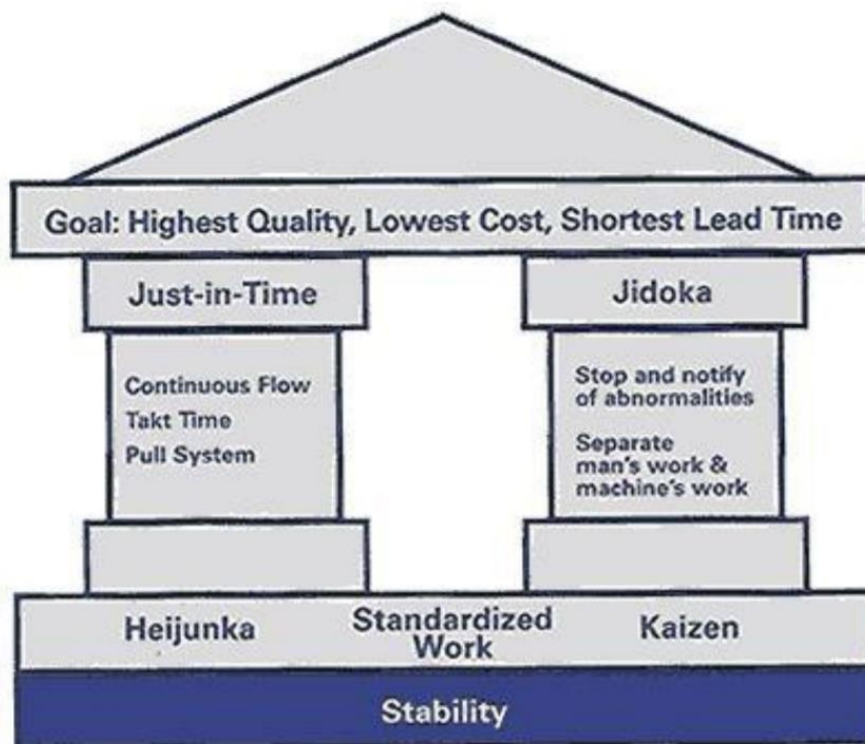 Goal: Highest Quality, Lowest Cost, Shortest Lead Time
Just-in-Time
Continuous Flow
Takt Time
Pull System
Jidoka
Stop and notify
of abnormalities
Separate
man's work &
machine's work
Heijunka
Standardized
Work
Kaizen
Stability